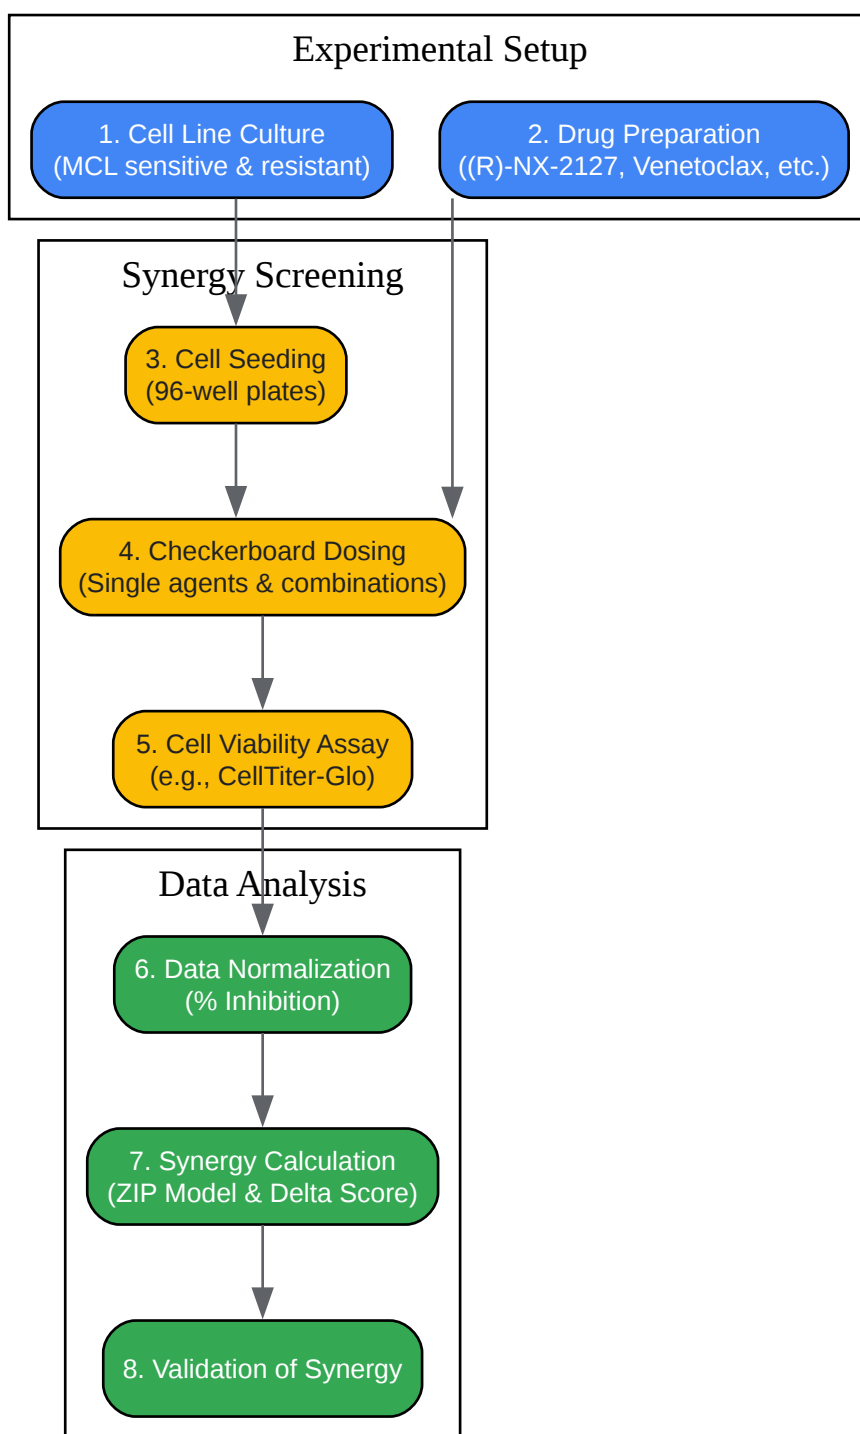 Experimental Setup
1. Cell Line Culture
(MCL sensitive & resistant)
2. Drug Preparation
((R)-NX-2127, Venetoclax, etc.)
Synergy Screening
3. Cell Seeding
(96-well plates)
4. Checkerboard Dosing
(Single agents & combinations)
5. Cell Viability Assay
(e.g., CellTiter-Glo)
Data Analysis
6. Data Normalization
(% Inhibition)
7. Synergy Calculation
(ZIP Model & Delta Score)
8. Validation of Synergy